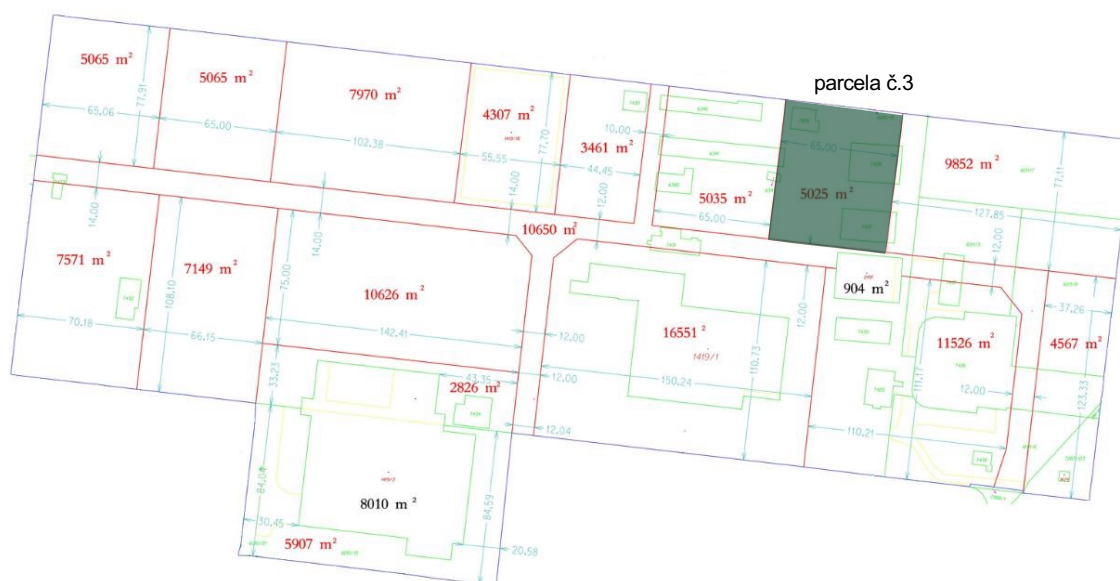 parcela č.3
5065 m²
5065 m²
7970 m²
4307 m²
3461 m²
5035 m²
5025 m²
9852 m²
77.91
65.06
65.00
102.38
55.55
77.70
44.45
10.00
65.00
65.00
127.85
77.11
14.00
12.00
12.00
14.00
14.00
10650 m²
7571 m²
7149 m²
10626 m²
16551 ²
1419/1
904 m²
11526 m²
4567 m²
108.10
75.00
70.18
66.15
142.41
12.00
150.24
110.73
12.00
111.17
12.00
37.26
123.33
110.21
33.23
43.35
12.00
2826 m²
12.04
84.04
8010 m²
84.59
30.45
5907 m²
20.58